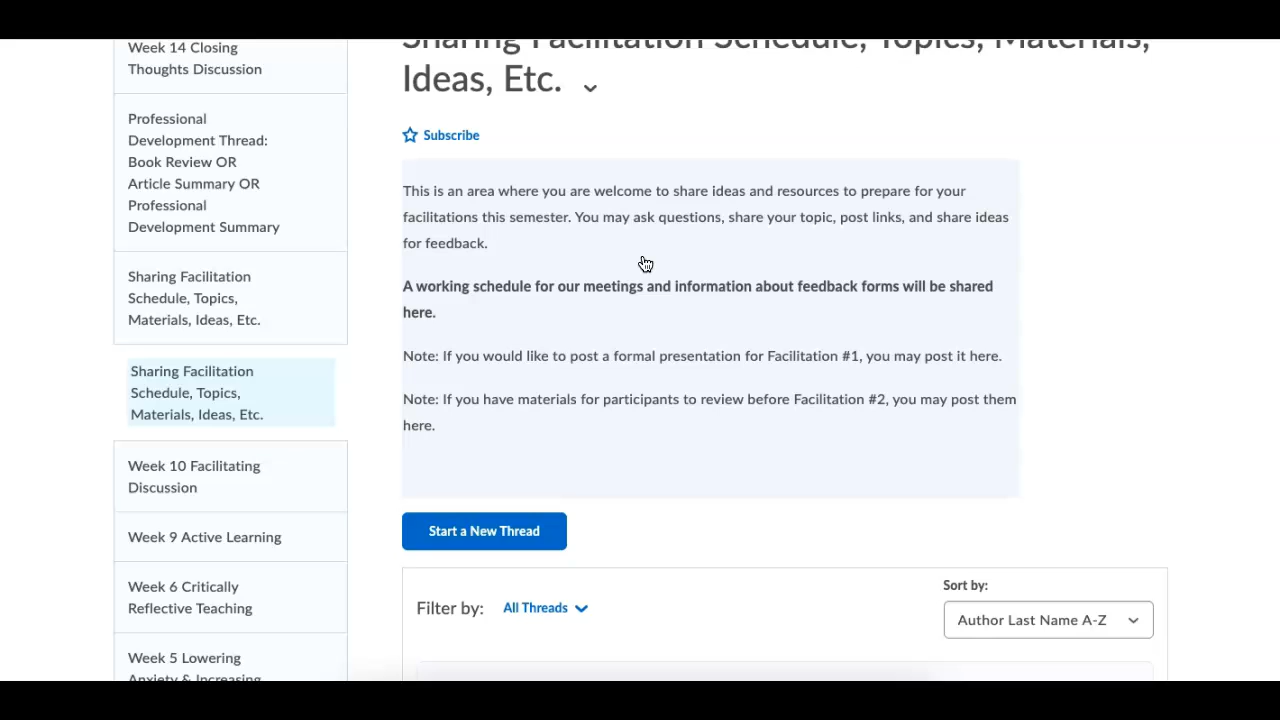 Week 14 Closing
Thoughts Discussion
Professional
Development Thread:
Book Review OR
Article Summary OR
Professional
Development Summary
Sharing Facilitation
Schedule, Topics,
Materials, Ideas, Etc.
Sharing Facilitation
Schedule, Topics,
Materials, Ideas, Etc.
Week 10 Facilitating
Discussion
Week 9 Active Learning
Week 6 Critically
Reflective Teaching
Week 5 Lowering
Anxiety & Increasing
Sharing Facilitation Schedule, Topics, Materials,
Ideas, Etc.
Subscribe
This is an area where you are welcome to share ideas and resources to prepare for your
facilitations this semester. You may ask questions, share your topic, post links, and share ideas
for feedback.
A working schedule for our meetings and information about feedback forms will be shared
here.
Note: If you would like to post a formal presentation for Facilitation #1, you may post it here.
Note: If you have materials for participants to review before Facilitation #2, you may post them
here.
Start a New Thread
Filter by: All Threads
Sort by:
Author Last Name A-Z